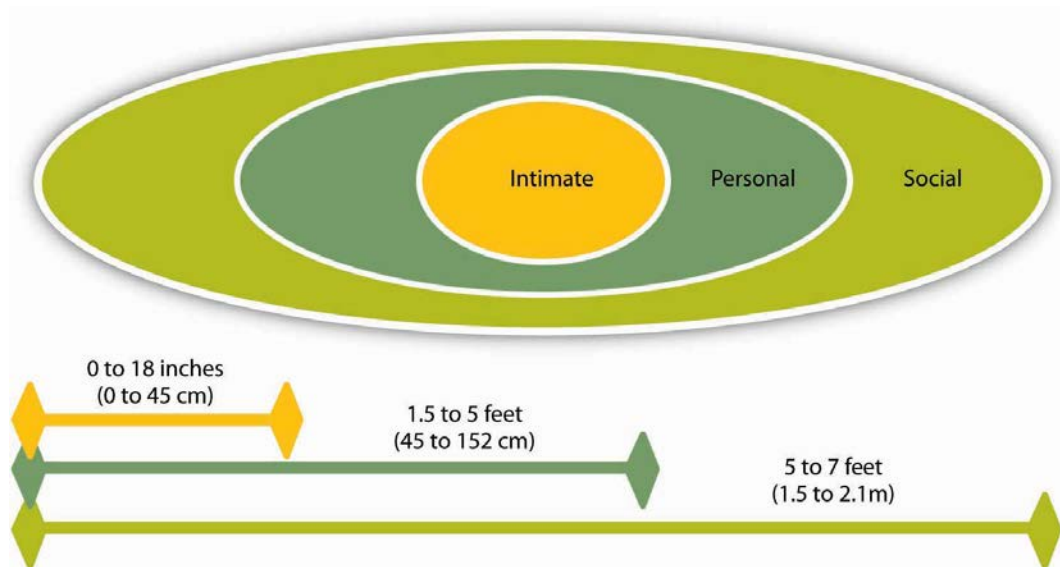 Intimate
Personal
Social
0 to 18 inches
(0 to 45 cm)
1.5 to 5 feet
(45 to 152 cm)
5 to 7 feet
(1.5 to 2.1m)